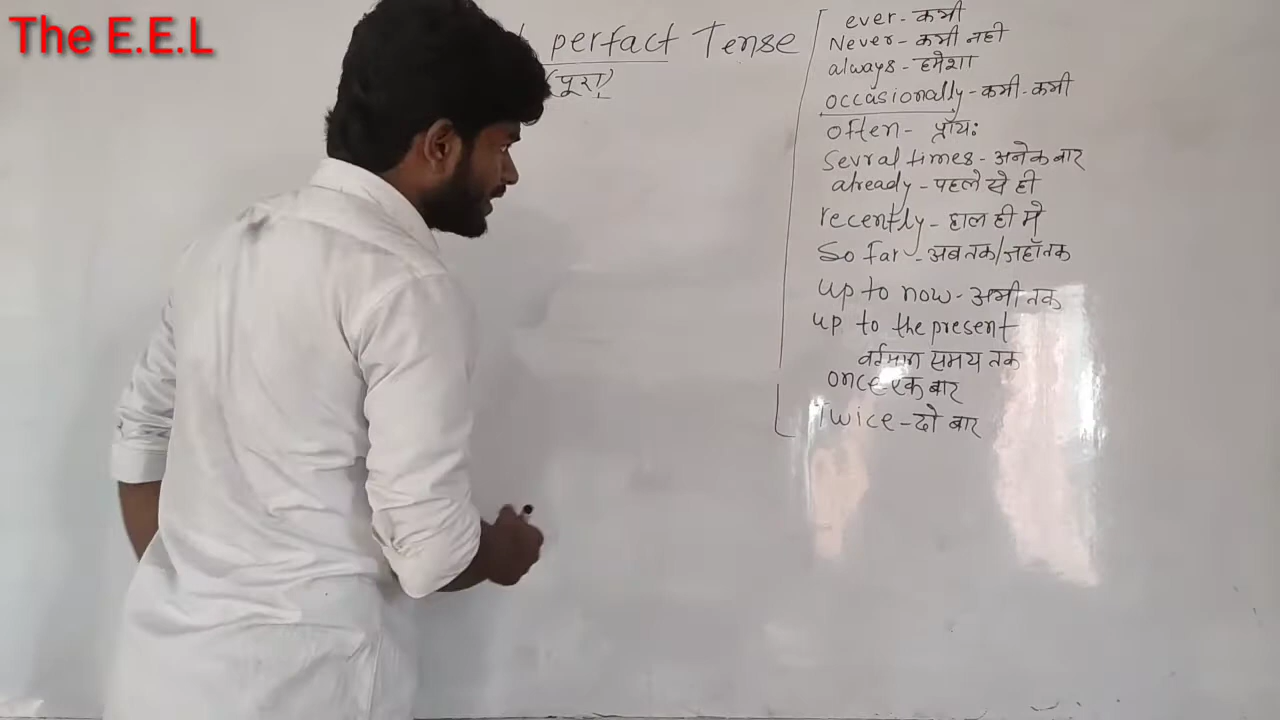 The E.E.L
perfact Tense
(पूरा)
ever - कभी
Never - कभी नही
always - हमेशा
occasionally - कभी-कभी
often - प्रॉयः
Sevral times - अनेक बार
already - पहले से ही
recently - हाल ही मे
So far - अब तक/जहॉ तक
up to now - अभी तक
up to the present
वर्तमान समय तक
once - एक बार
Twice - दो बार